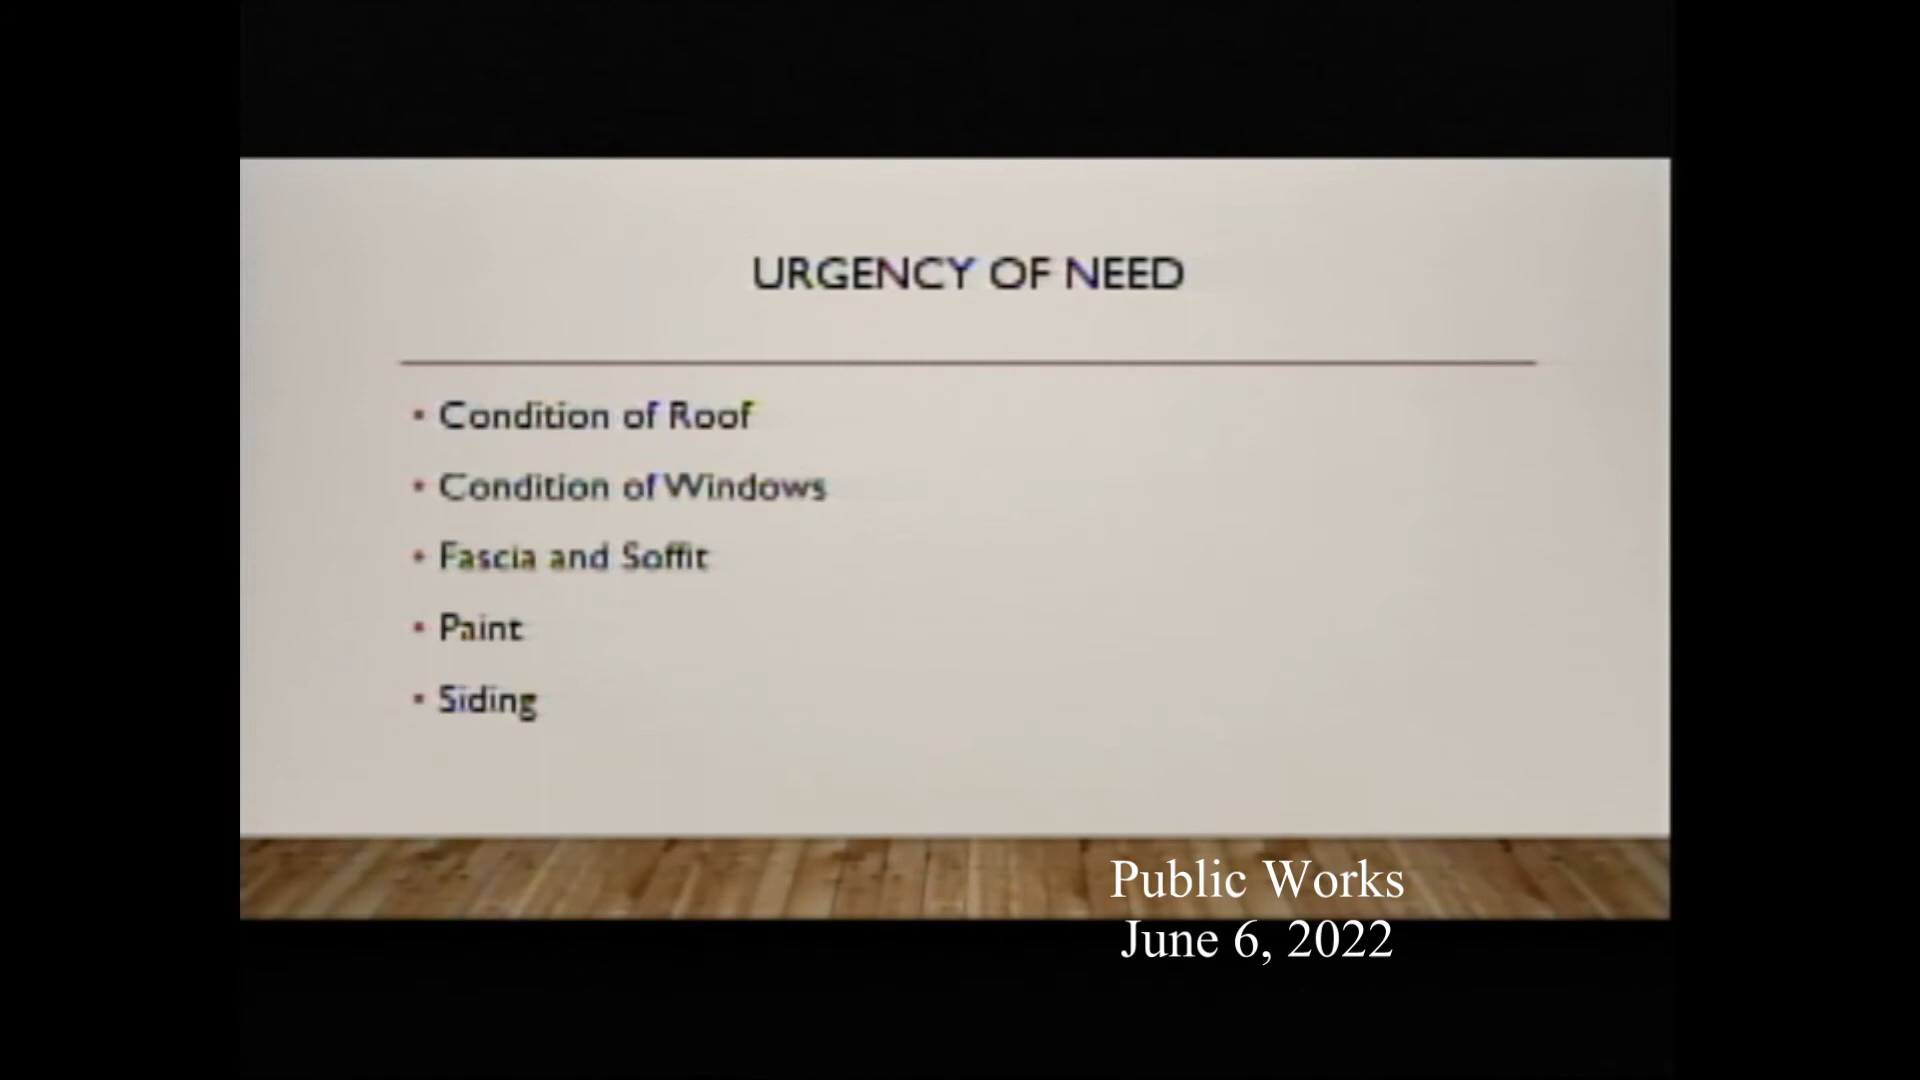 URGENCY OF NEED
• Condition of Roof
• Condition of Windows
• Fascia and Soffit
• Paint
• Siding
Public Works
June 6, 2022